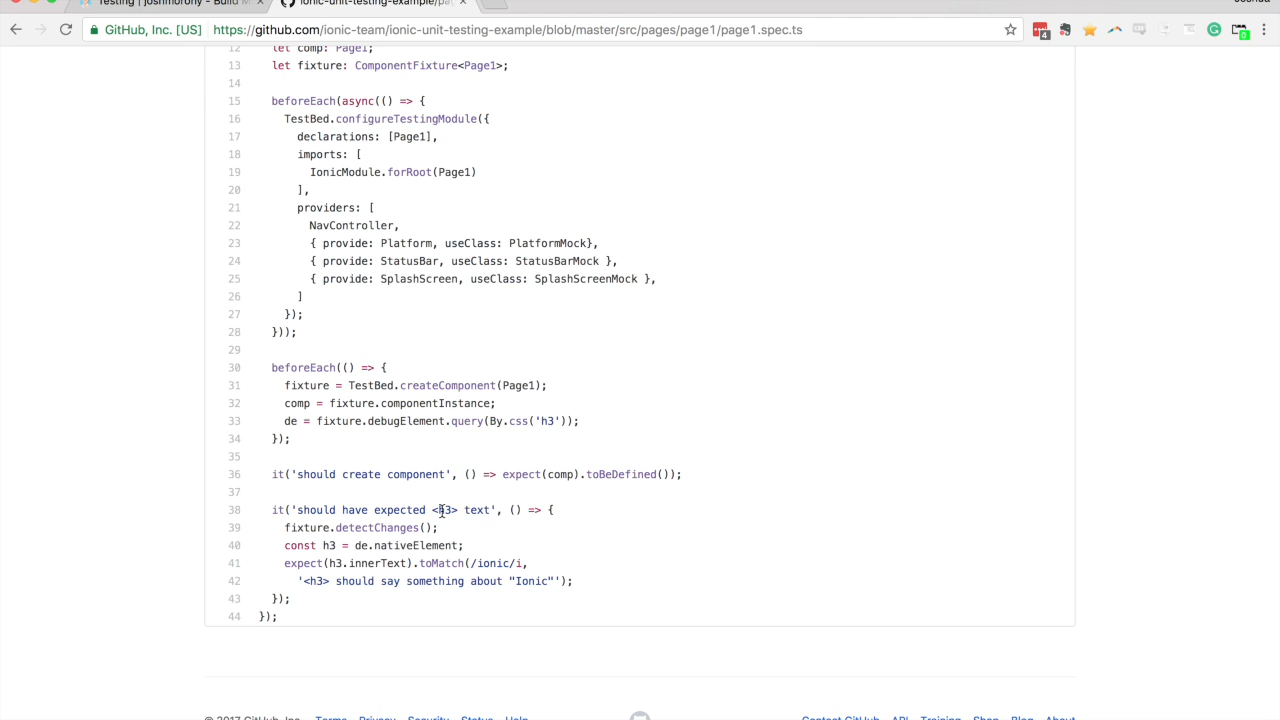 Testing | joshmorony - Build M
ionic-unit-testing-example/pa
Joshua
GitHub, Inc. [US] https://github.com/ionic-team/ionic-unit-testing-example/blob/master/src/pages/page1/page1.spec.ts
4
0
12 let comp: Page1;
13 let fixture: ComponentFixture<Page1>;
14
15 beforeEach(async(() => {
16 TestBed.configureTestingModule({
17 declarations: [Page1],
18 imports: [
19 IonicModule.forRoot(Page1)
20 ],
21 providers: [
22 NavController,
23 { provide: Platform, useClass: PlatformMock},
24 { provide: StatusBar, useClass: StatusBarMock },
25 { provide: SplashScreen, useClass: SplashScreenMock },
26 ]
27 });
28 }));
29
30 beforeEach(() => {
31 fixture = TestBed.createComponent(Page1);
32 comp = fixture.componentInstance;
33 de = fixture.debugElement.query(By.css('h3'));
34 });
35
36 it('should create component', () => expect(comp).toBeDefined());
37
38 it('should have expected <h3> text', () => {
39 fixture.detectChanges();
40 const h3 = de.nativeElement;
41 expect(h3.innerText).toMatch(/ionic/i,
42 '<h3> should say something about "Ionic"');
43 });
44 });
© 2017 GitHub, Inc. Terms Privacy Security Status Help
Contact GitHub API Training Shop Blog About